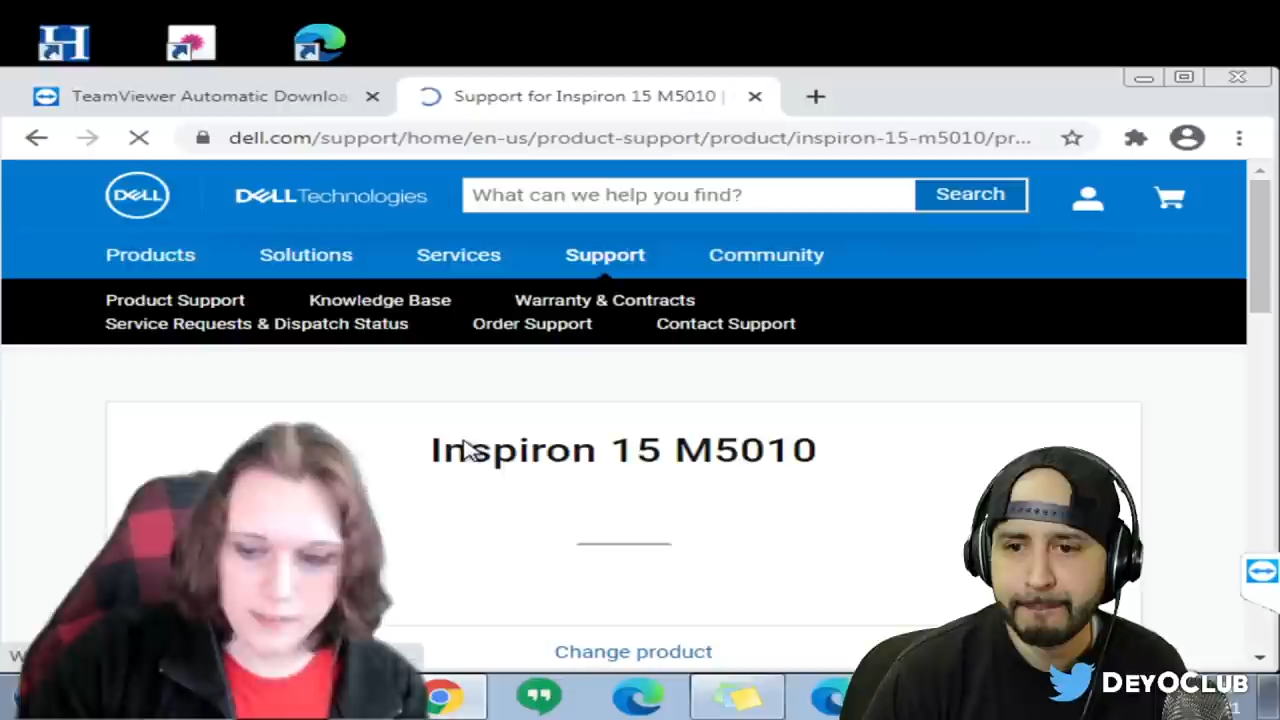 TeamViewer Automatic Downloa
Support for Inspiron 15 M5010 |
dell.com/support/home/en-us/product-support/product/inspiron-15-m5010/pr...
DELL
DELLTechnologies
What can we help you find?
Search
Products
Solutions
Services
Support
Community
Product Support
Knowledge Base
Warranty & Contracts
Service Requests & Dispatch Status
Order Support
Contact Support
Inspiron 15 M5010
Change product
DEYOCLUB